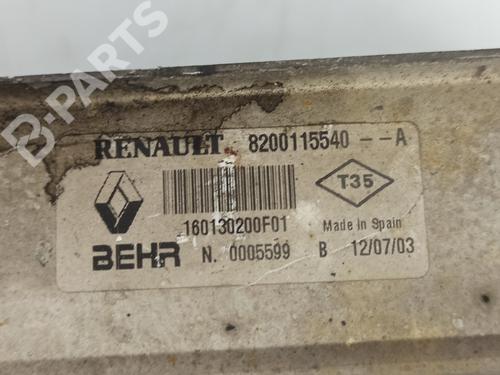 B-PARTS
RENAULT 8200115540 --A
T35
160130200F01 Made in Spain
BEHR N. 0005599 B 12/07/03